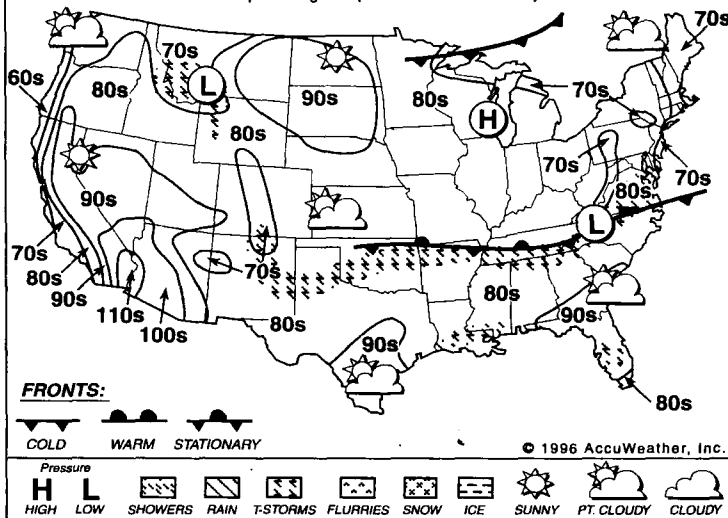 70s
70s
60s
80s
L
90s
80s
H
70s
80s
70s
80s
70s
90s
L
70s
80s
90s
110s
100s
70s
80s
80s
90s
90s
80s
FRONTS:
COLD WARM STATIONARY
© 1996 AccuWeather, Inc.
Pressure
H L
HIGH LOW SHOWERS RAIN T-STORMS FLURRIES SNOW ICE SUNNY PT. CLOUDY CLOUDY